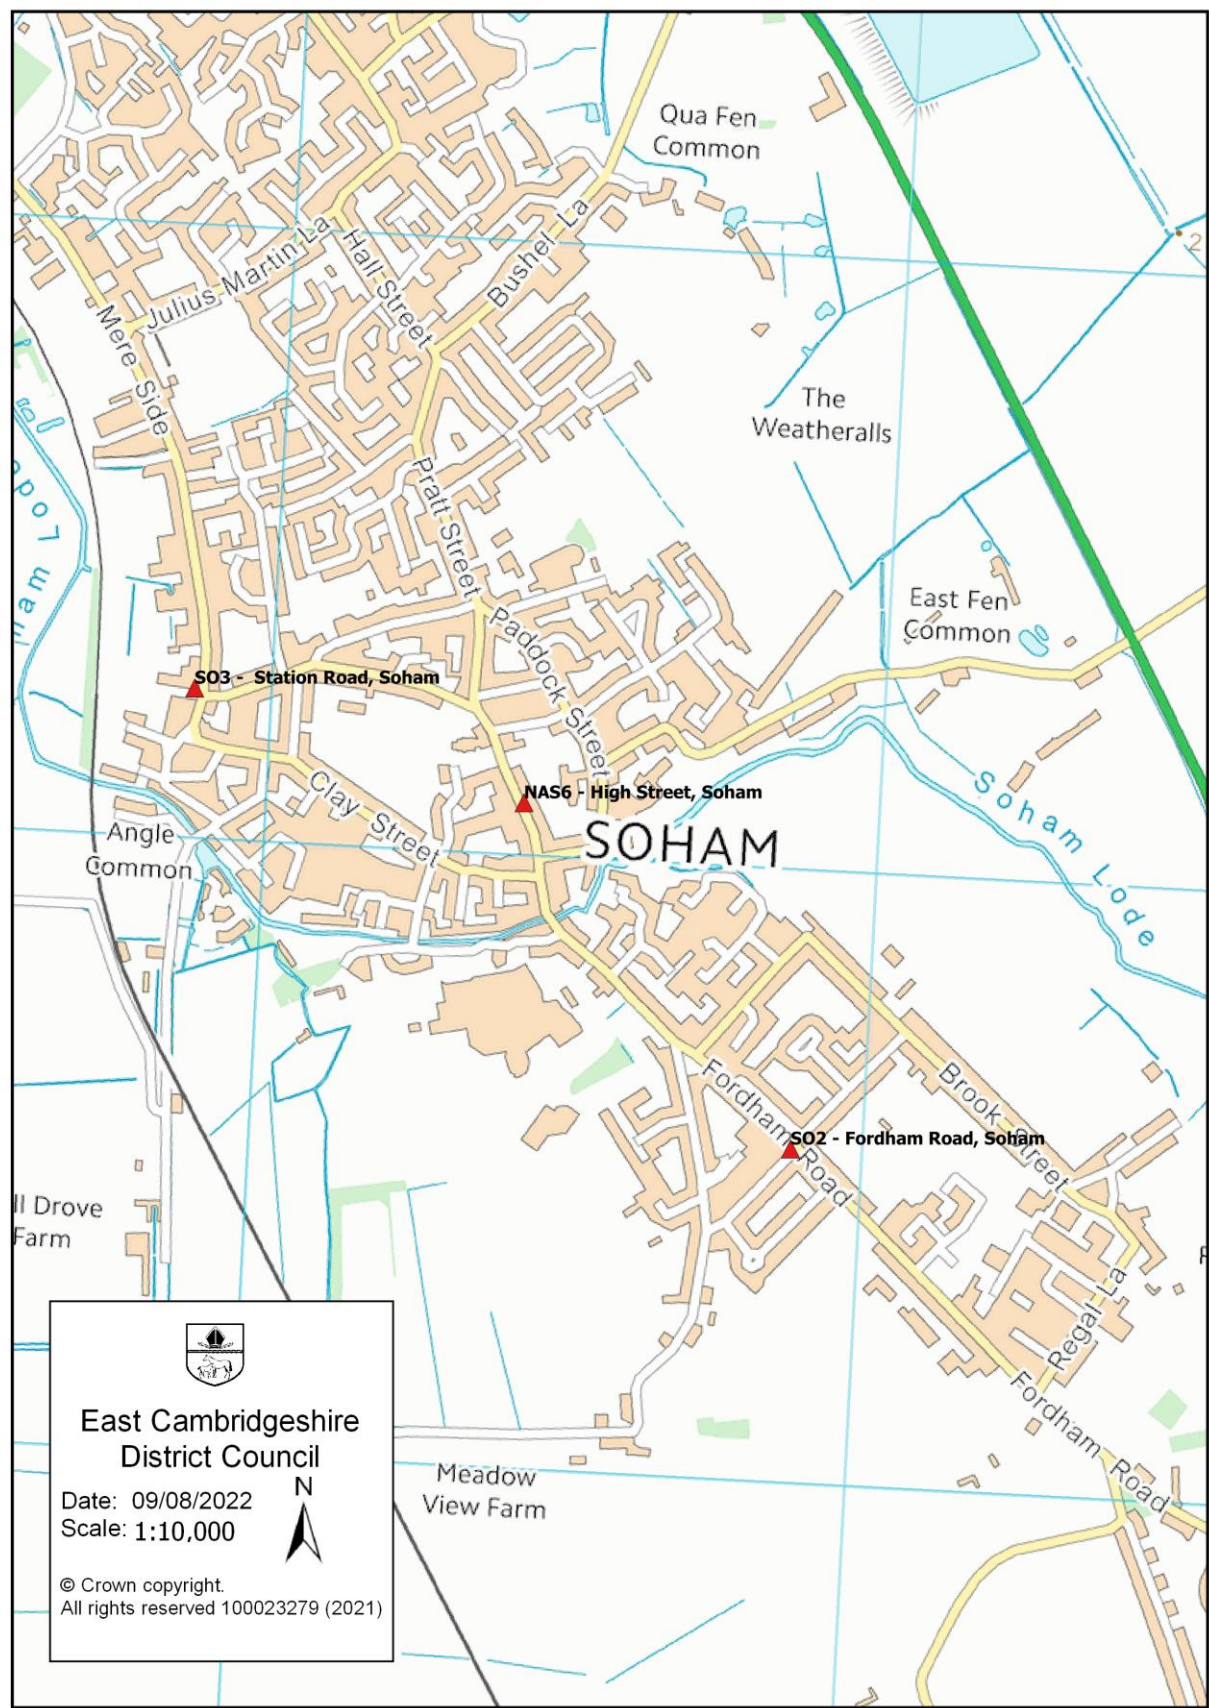 Qua Fen
Common
2
Julius Martin La
Hall Street
Bushel La
Mere Side
The
Weatheralls
Lode
Pratt Street
East Fen
Common
Paddock Street
SO3 -  Station Road, Soham
Soham Lode
Clay Street
NAS6 - High Street, Soham
SOHAM
Angle
Common
Fordham Road
Brook Street
SO2 - Fordham Road, Soham
ll Drove
Farm
Regal La
Fordham Road
Meadow
View Farm
East Cambridgeshire
District Council
N
Date: 09/08/2022
Scale: 1:10,000
© Crown copyright.
All rights reserved 100023279 (2021)